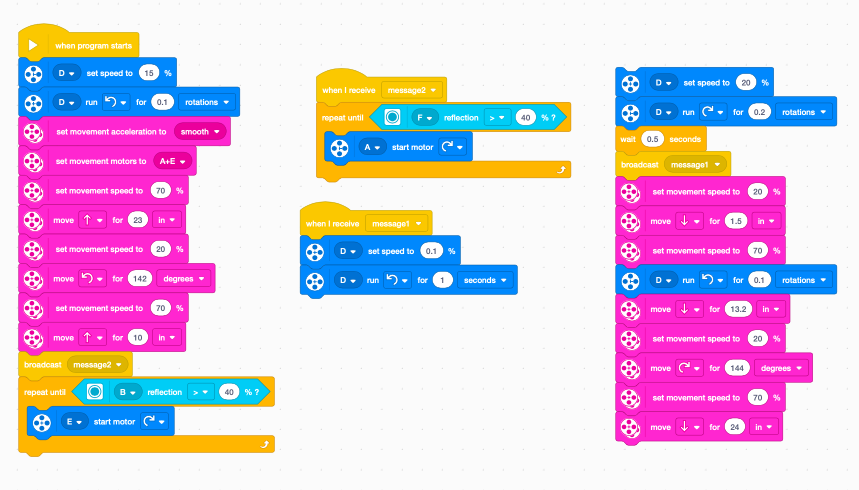 when program starts
D set speed to 15 %
D run for 0.1 rotations
set movement acceleration to smooth
set movement motors to A+E
set movement speed to 70 %
move for 23 in
set movement speed to 20 %
move for 142 degrees
set movement speed to 70 %
move for 10 in
broadcast message2
repeat until B reflection > 40 % ?
E start motor
when I receive message2
repeat until F reflection > 40 % ?
A start motor
when I receive message1
D set speed to 0.1 %
D run for 1 seconds
D set speed to 20 %
D run for 0.2 rotations
wait 0.5 seconds
broadcast message1
set movement speed to 20 %
move for 1.5 in
set movement speed to 70 %
D run for 0.1 rotations
move for 13.2 in
set movement speed to 20 %
move for 144 degrees
set movement speed to 70 %
move for 24 in